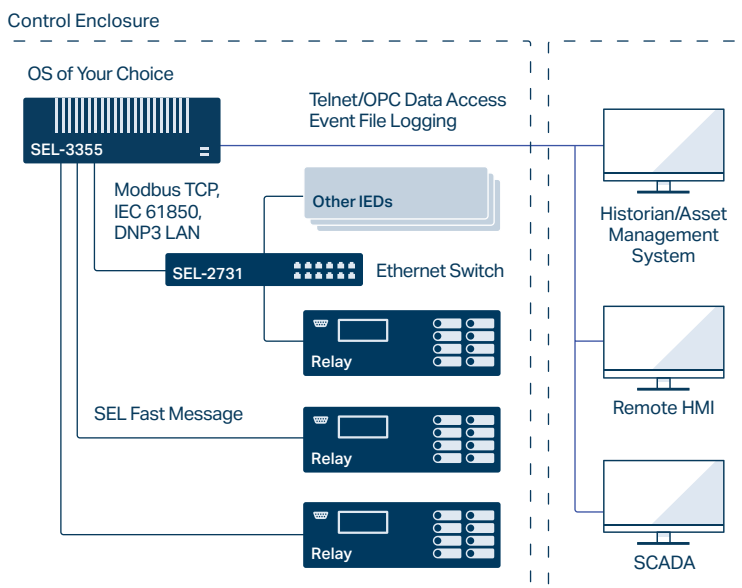 Control Enclosure
OS of Your Choice
SEL-3355
Telnet/OPC Data Access
Event File Logging
Modbus TCP,
IEC 61850,
DNP3 LAN
Other IEDs
SEL-2731
Ethernet Switch
Relay
SEL Fast Message
Relay
Relay
Historian/Asset
Management
System
Remote HMI
SCADA